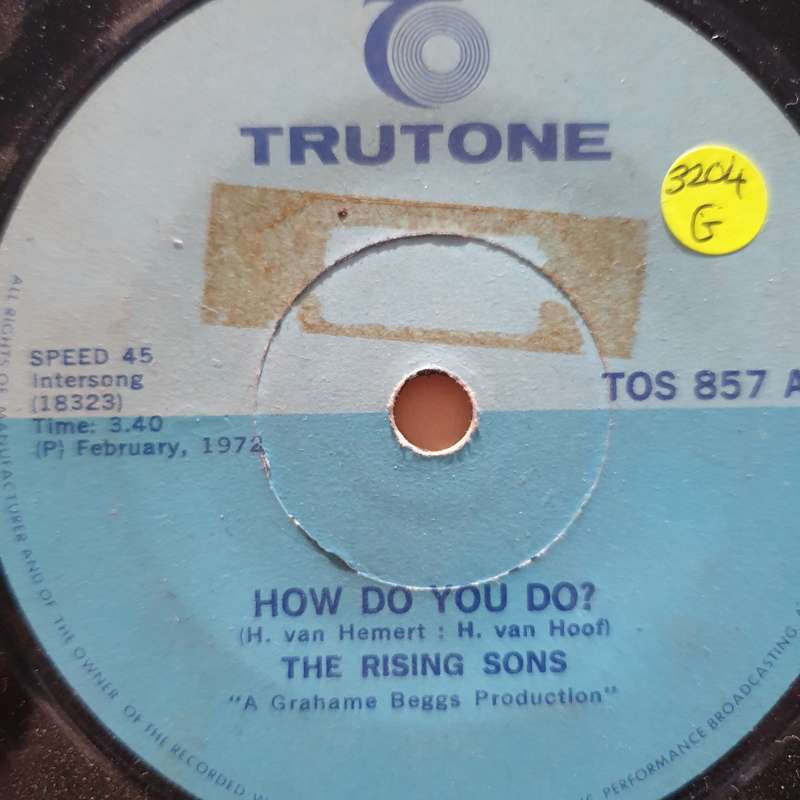 TRUTONE
3204
G
SPEED 45
Intersong
(18323)
Time: 3.40
(P) February, 1972
TOS 857 A
HOW DO YOU DO?
(H. van Hemert : H. van Hoof)
THE RISING SONS
"A Grahame Beggs Production"
ALL RIGHTS OF MANUFACTURER AND OF THE OWNER OF THE RECORDED
PERFORMANCE BROADCASTING